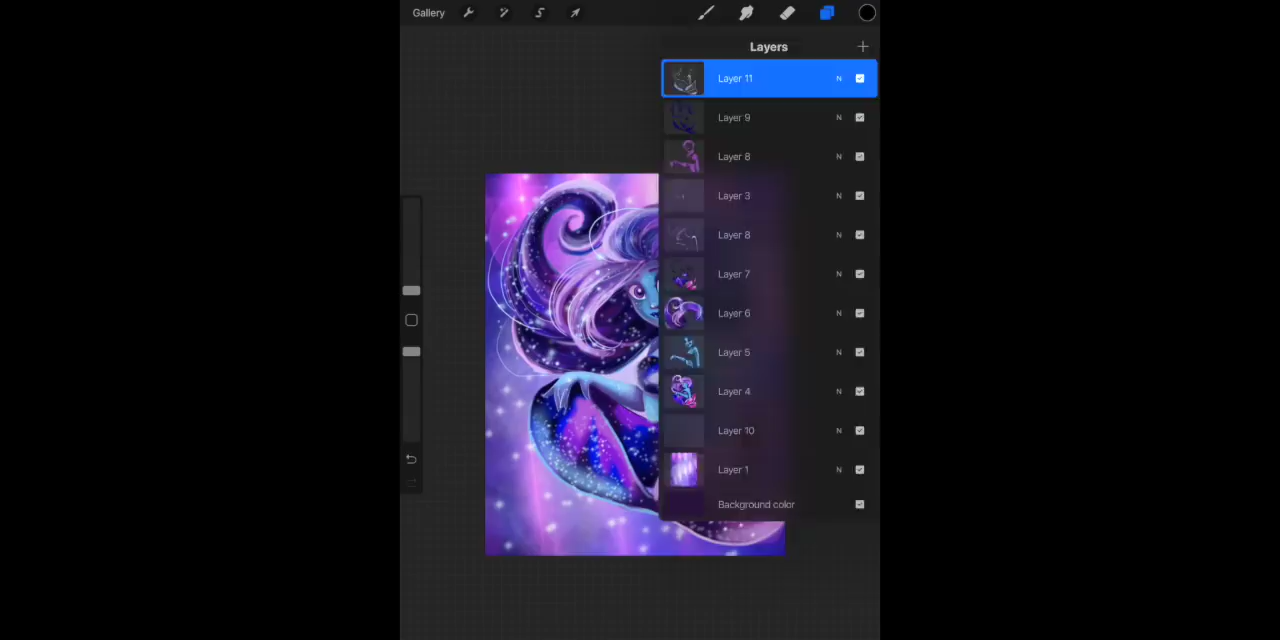 Gallery
Layers
Layer 11 N
Layer 9 N
Layer 8 N
Layer 3 N
Layer 8 N
Layer 7 N
Layer 6 N
Layer 5 N
Layer 4 N
Layer 10 N
Layer 1 N
Background color